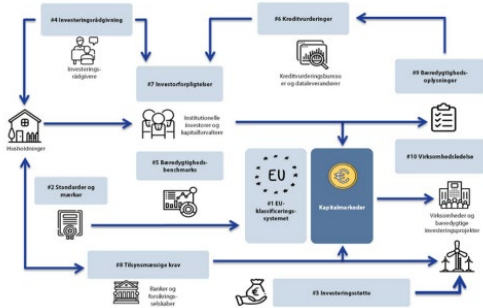 #4 Investeringsrådgivning
#6 Kreditvurderinger
Investerings-
rådgivere
#7 Investorforpligtelser
Kreditvurderingsbureau
er og dataleverandører
#9 Bæredygtigheds-
oplysninger
Institutionelle
investorer og
kapitalforvaltere
Husholdninger
#5 Bæredygtigheds-
benchmarks
#10 Virksomhedsledelse
#2 Standarder og
mærker
EU
#1 EU-
klassificerings-
systemet
Kapitalmarkeder
Virksomheder og
bæredygtige
investeringsprojekter
#8 Tilsynsmæssige krav
Banker og
forsikrings-
selskaber
#3 Investeringsstøtte